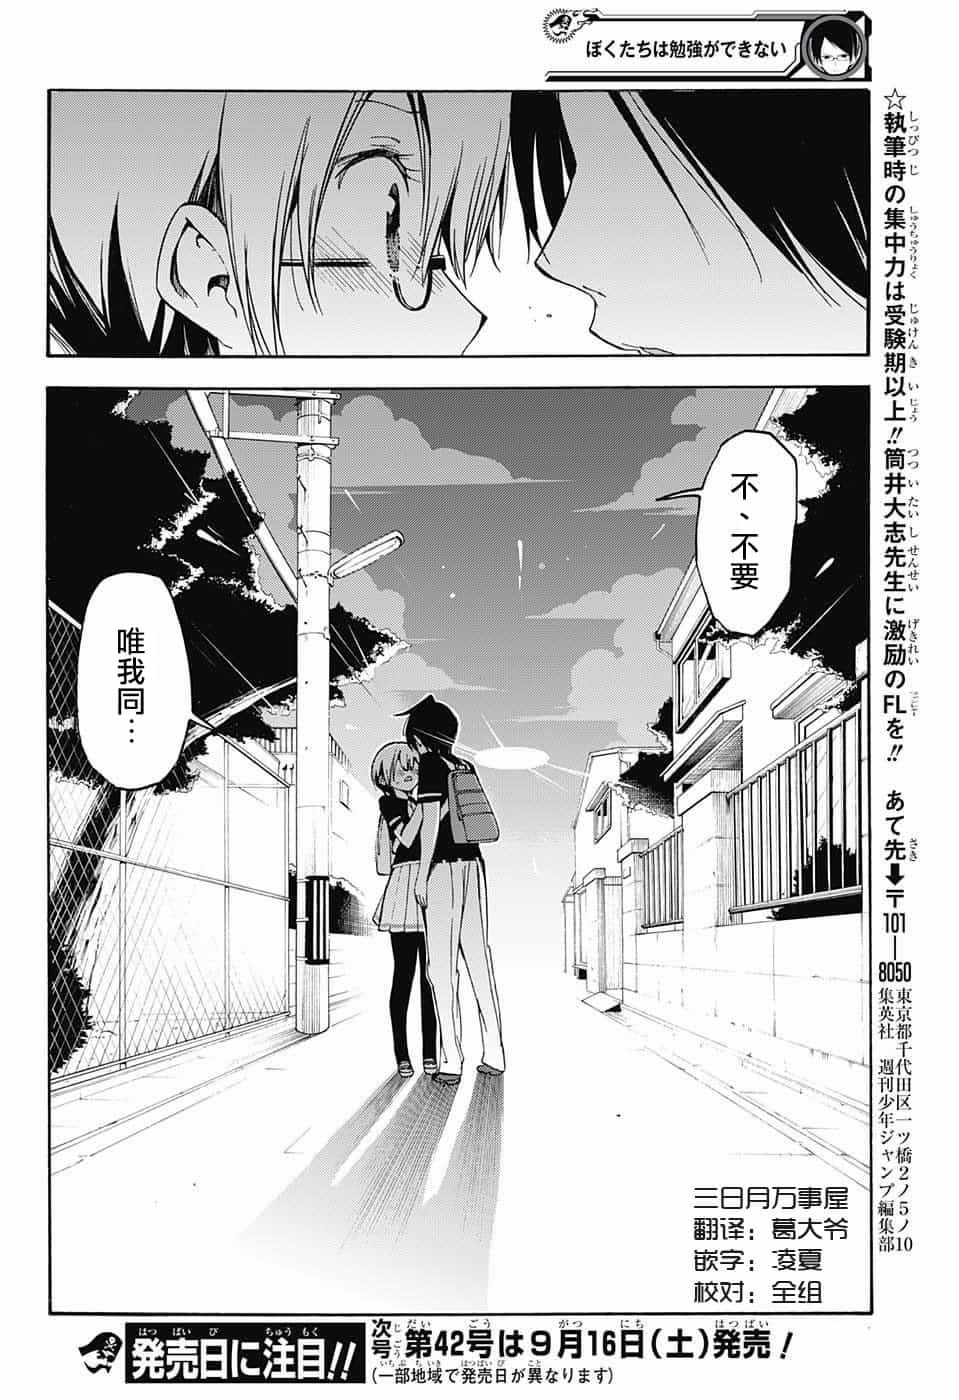 ぼくたちは勉強ができない
☆執筆時の集中力は受験期以上!!筒井大志先生に激励のFLを!! あて先➡〒101-8050
東京都千代田区一ツ橋2ノ5ノ10
集英社 週刊少年ジャンプ編集部
不、不要
唯我同…
三日月万事屋
翻译：葛大爷
嵌字：凌夏
校对：全组
発売日に注目!!
次号第42号は9月16日(土)発売!
(一部地域で発売日が異なります)